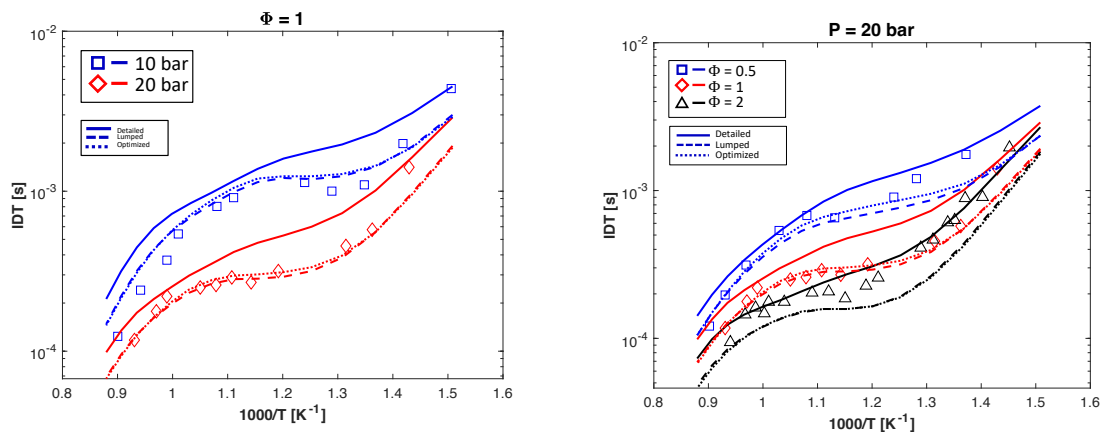 Φ = 1
10⁻²
10⁻³
10⁻⁴
IDT [s]
10 bar
20 bar
Detailed
Lumped
Optimized
0.8 0.9 1 1.1 1.2 1.3 1.4 1.5 1.6
1000/T [K⁻¹]
P = 20 bar
10⁻²
10⁻³
10⁻⁴
IDT [s]
Φ = 0.5
Φ = 1
Φ = 2
Detailed
Lumped
Optimized
0.8 0.9 1 1.1 1.2 1.3 1.4 1.5 1.6
1000/T [K⁻¹]